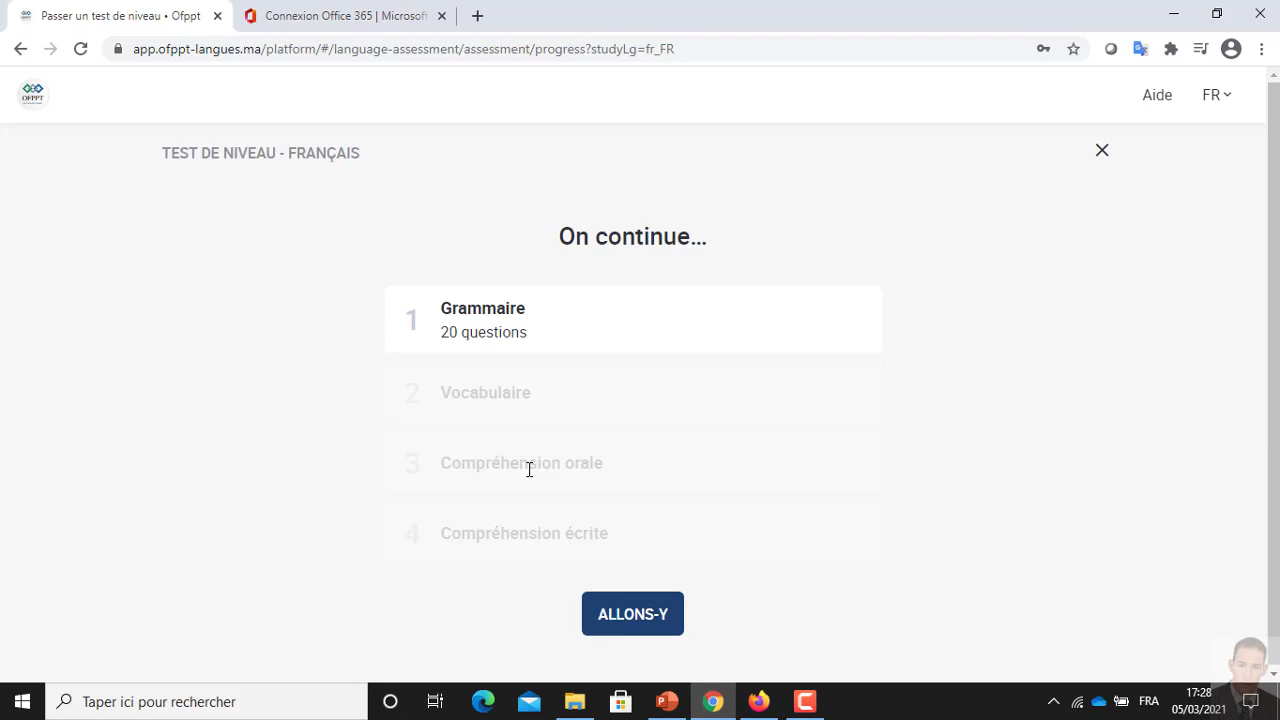 Passer un test de niveau • Ofppt
Connexion Office 365 | Microsoft
app.ofppt-langues.ma/platform/#/language-assessment/assessment/progress?studyLg=fr_FR
OFPPT
Aide
FR
TEST DE NIVEAU - FRANÇAIS
On continue...
1
Grammaire
20 questions
2
Vocabulaire
3
Compréhension orale
4
Compréhension écrite
ALLONS-Y
Taper ici pour rechercher
FRA
17:28
05/03/2021